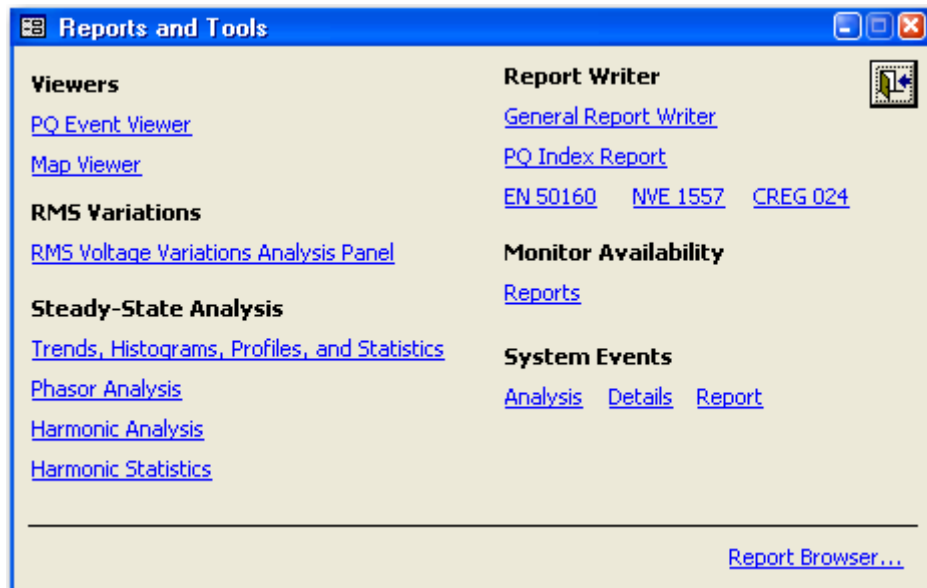 Reports and Tools
Viewers
PQ Event Viewer
Map Viewer
RMS Variations
RMS Voltage Variations Analysis Panel
Steady-State Analysis
Trends, Histograms, Profiles, and Statistics
Phasor Analysis
Harmonic Analysis
Harmonic Statistics
Report Writer
General Report Writer
PQ Index Report
EN 50160 NVE 1557 CREG 024
Monitor Availability
Reports
System Events
Analysis Details Report
Report Browser...